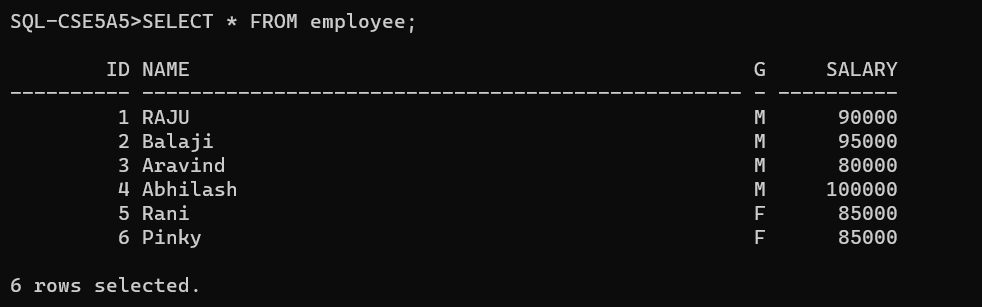 SQL-CSE5A5>SELECT * FROM employee;
        ID NAME                                               G     SALARY
---------- -------------------------------------------------- - ----------
         1 RAJU                                               M      90000
         2 Balaji                                             M      95000
         3 Aravind                                            M      80000
         4 Abhilash                                           M     100000
         5 Rani                                               F      85000
         6 Pinky                                              F      85000
6 rows selected.